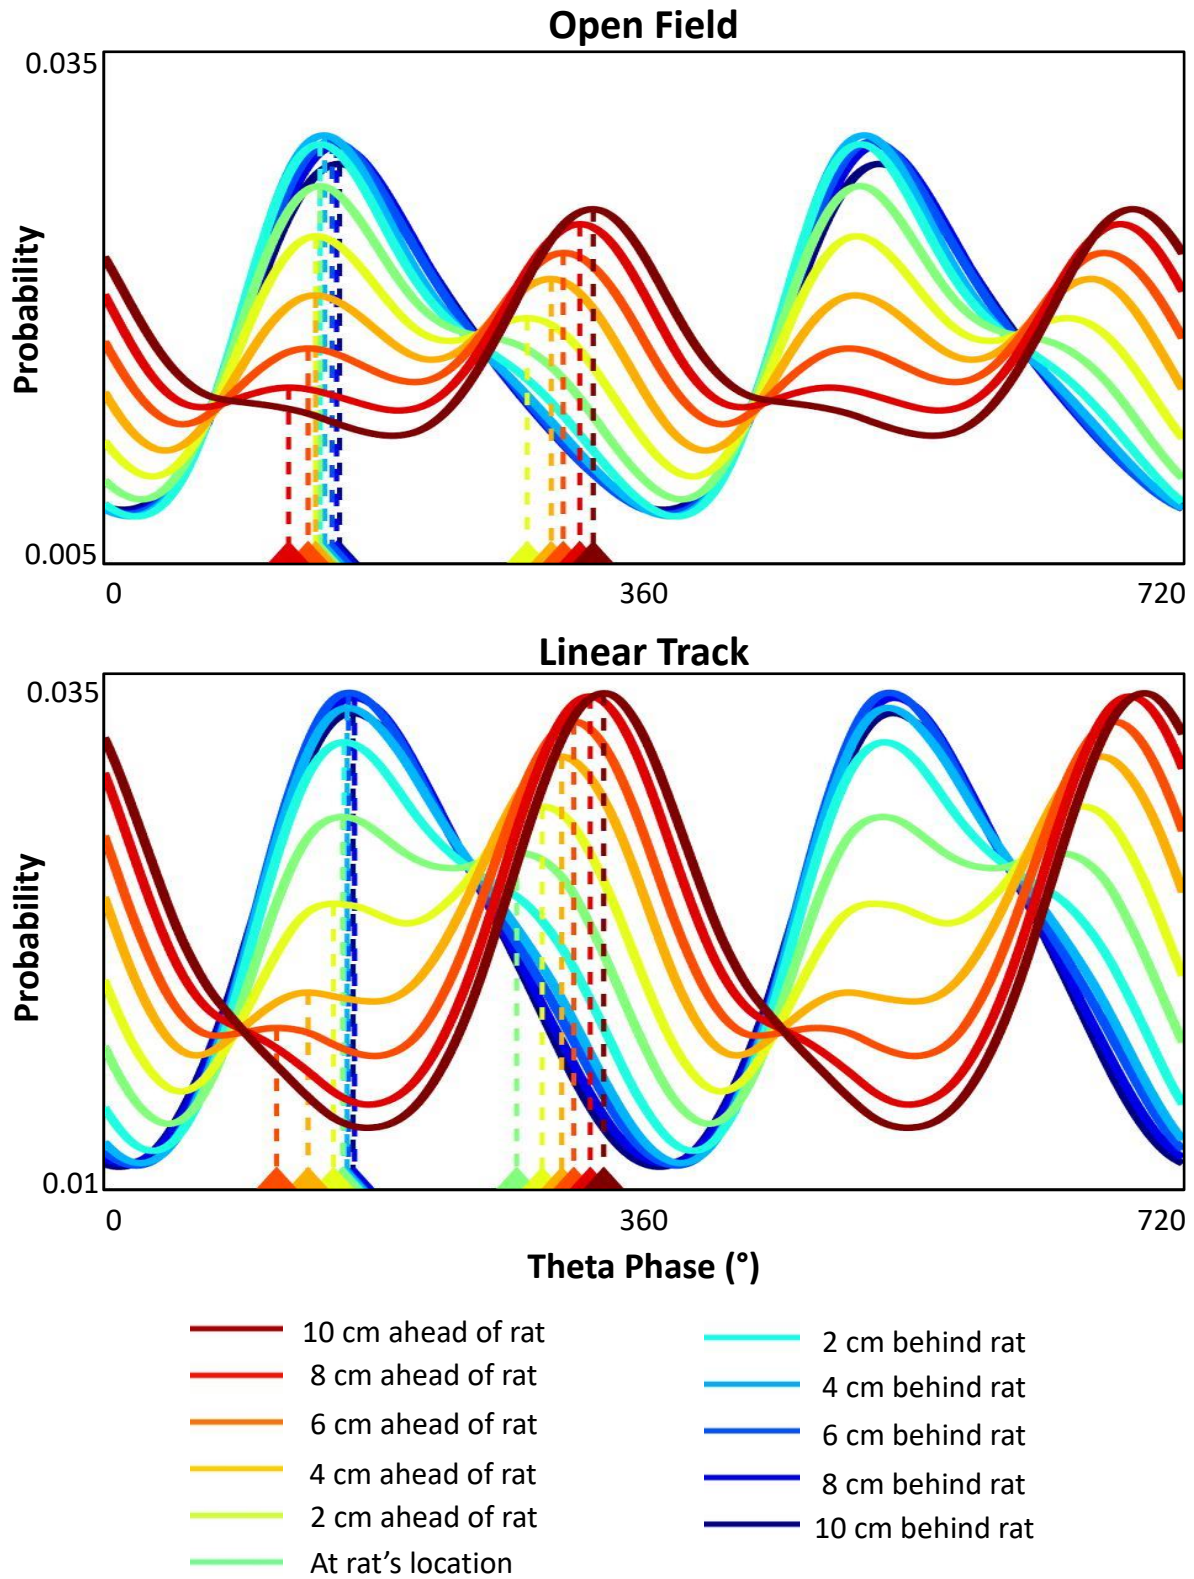 Open Field
0.035
Probability
0.005
0 360 720
Linear Track
0.035
Probability
0.01
0 360 720
Theta Phase (°)
10 cm ahead of rat
8 cm ahead of rat
6 cm ahead of rat
4 cm ahead of rat
2 cm ahead of rat
At rat's location
2 cm behind rat
4 cm behind rat
6 cm behind rat
8 cm behind rat
10 cm behind rat